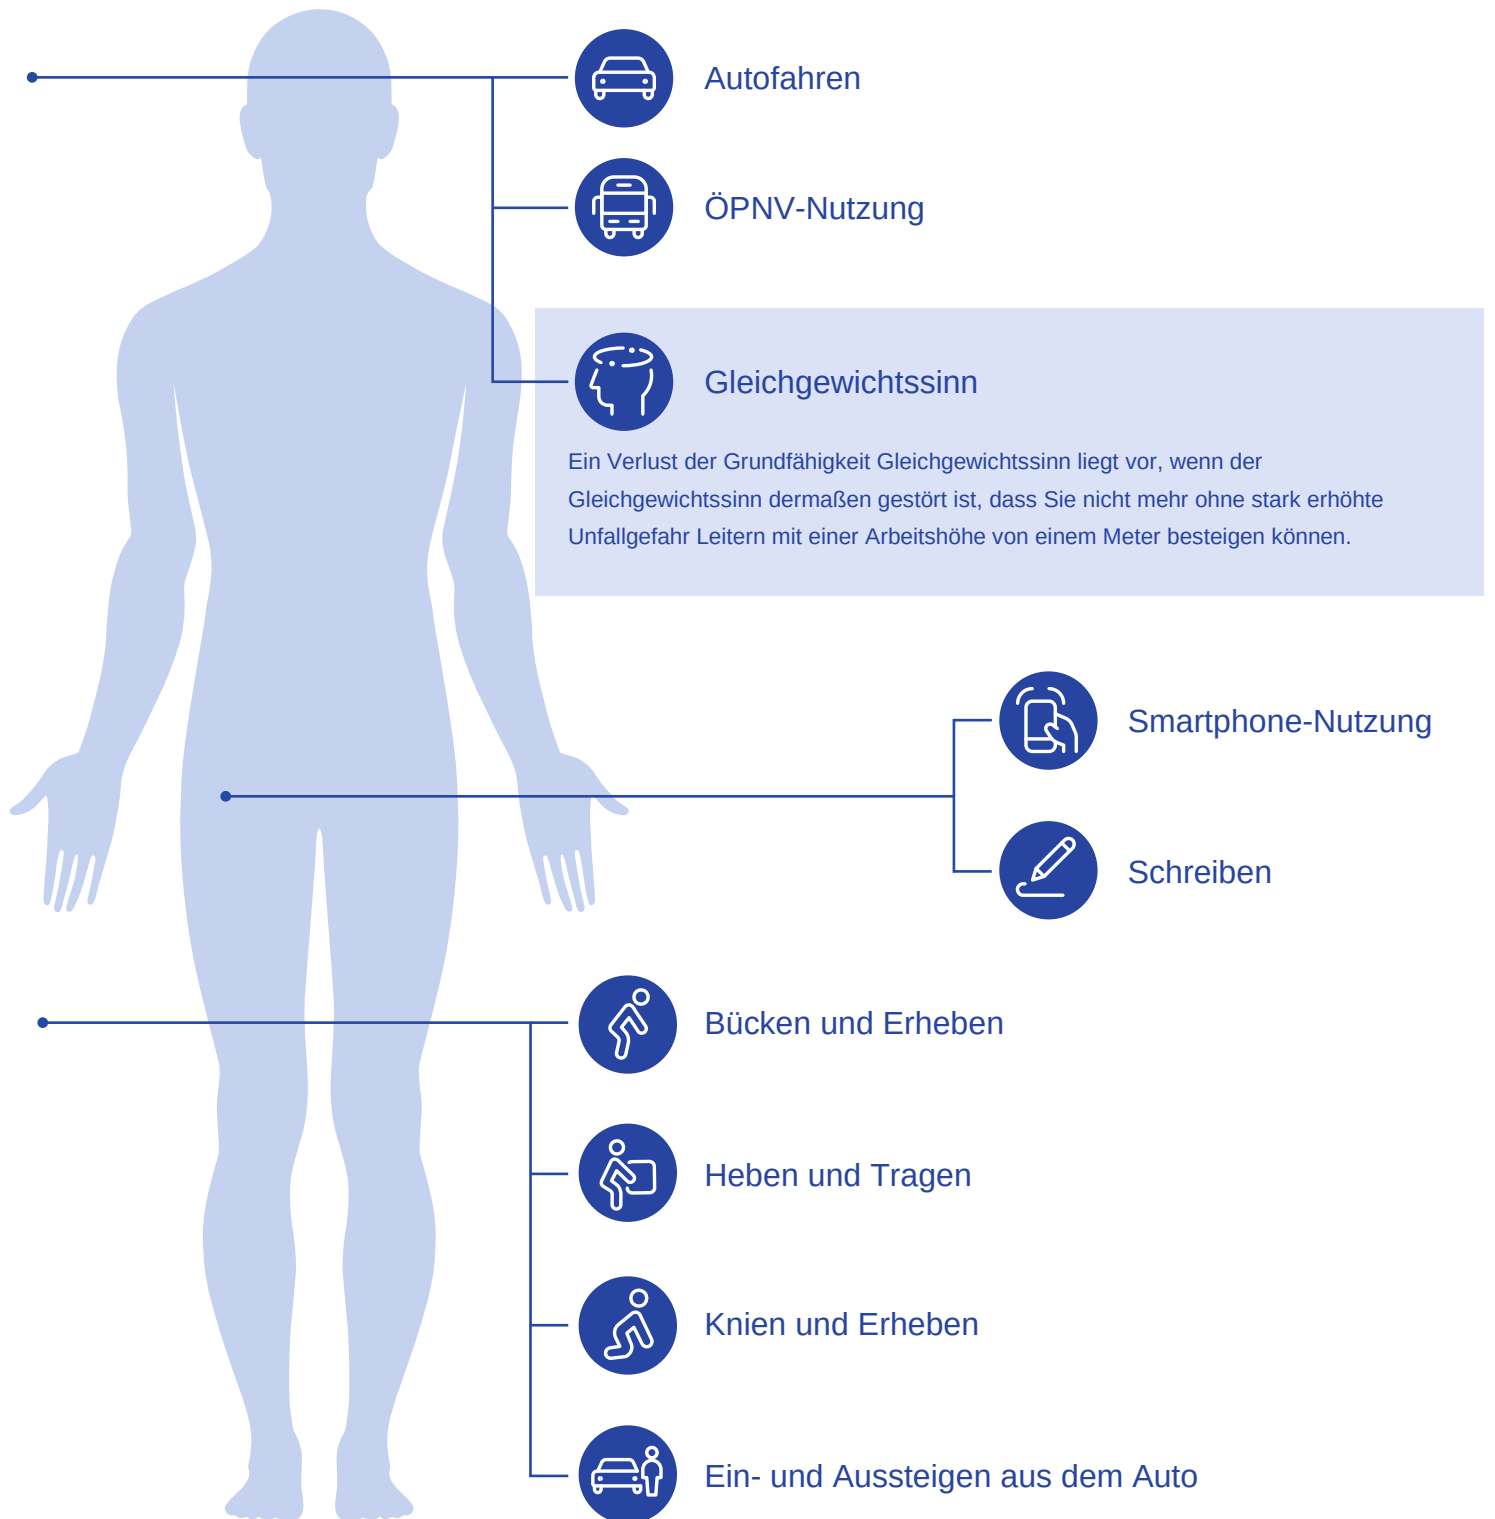 Autofahren
ÖPNV-Nutzung
Gleichgewichtssinn
Ein Verlust der Grundfähigkeit Gleichgewichtssinn liegt vor, wenn der
Gleichgewichtssinn dermaßen gestört ist, dass Sie nicht mehr ohne stark erhöhte
Unfallgefahr Leitern mit einer Arbeitshöhe von einem Meter besteigen können.
Smartphone-Nutzung
Schreiben
Bücken und Erheben
Heben und Tragen
Knien und Erheben
Ein- und Aussteigen aus dem Auto